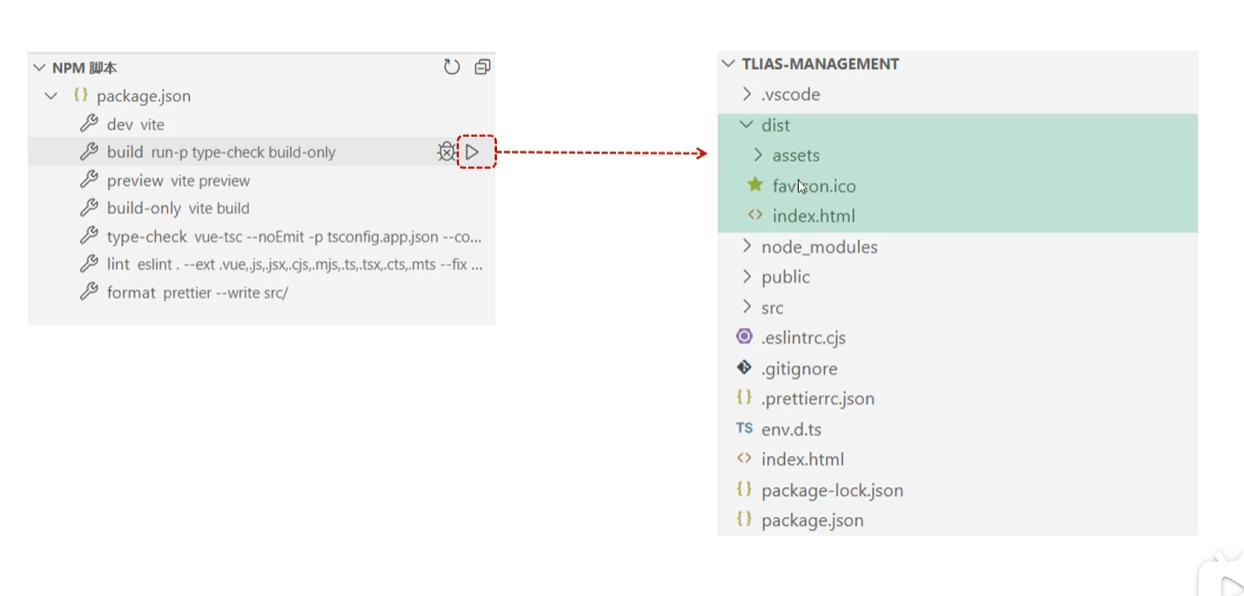 NPM 脚本
package.json
dev vite
build run-p type-check build-only
preview vite preview
build-only vite build
type-check vue-tsc --noEmit -p tsconfig.app.json --co...
lint eslint . --ext .vue,.js,.jsx,.cjs,.mjs,.ts,.tsx,.cts,.mts --fix ...
format prettier --write src/
TLIAS-MANAGEMENT
.vscode
dist
assets
favicon.ico
index.html
node_modules
public
src
.eslintrc.cjs
.gitignore
.prettierrc.json
TS env.d.ts
index.html
package-lock.json
package.json